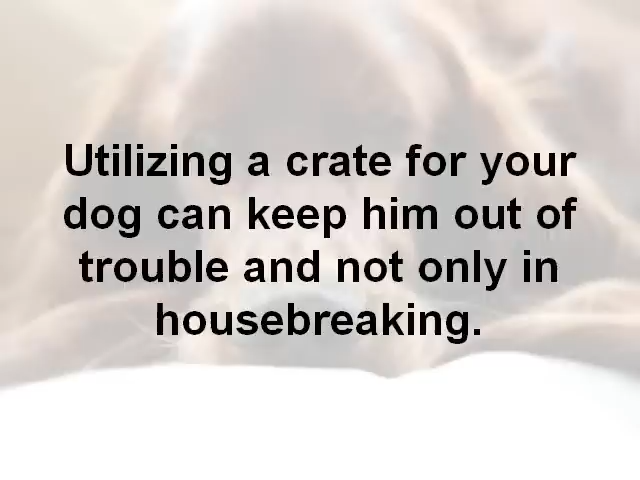 Utilizing a crate for your
dog can keep him out of
trouble and not only in
housebreaking.